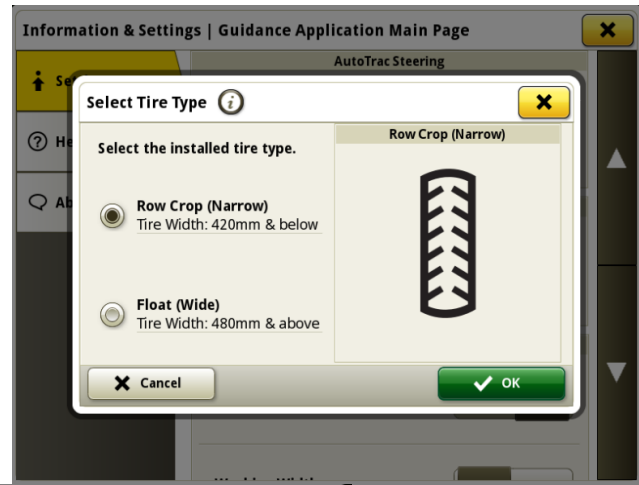 Information & Settings | Guidance Application Main Page
AutoTrac Steering
Select Tire Type
Row Crop (Narrow)
Select the installed tire type.
Row Crop (Narrow)
Tire Width: 420mm & below
Float (Wide)
Tire Width: 480mm & above
Cancel
OK